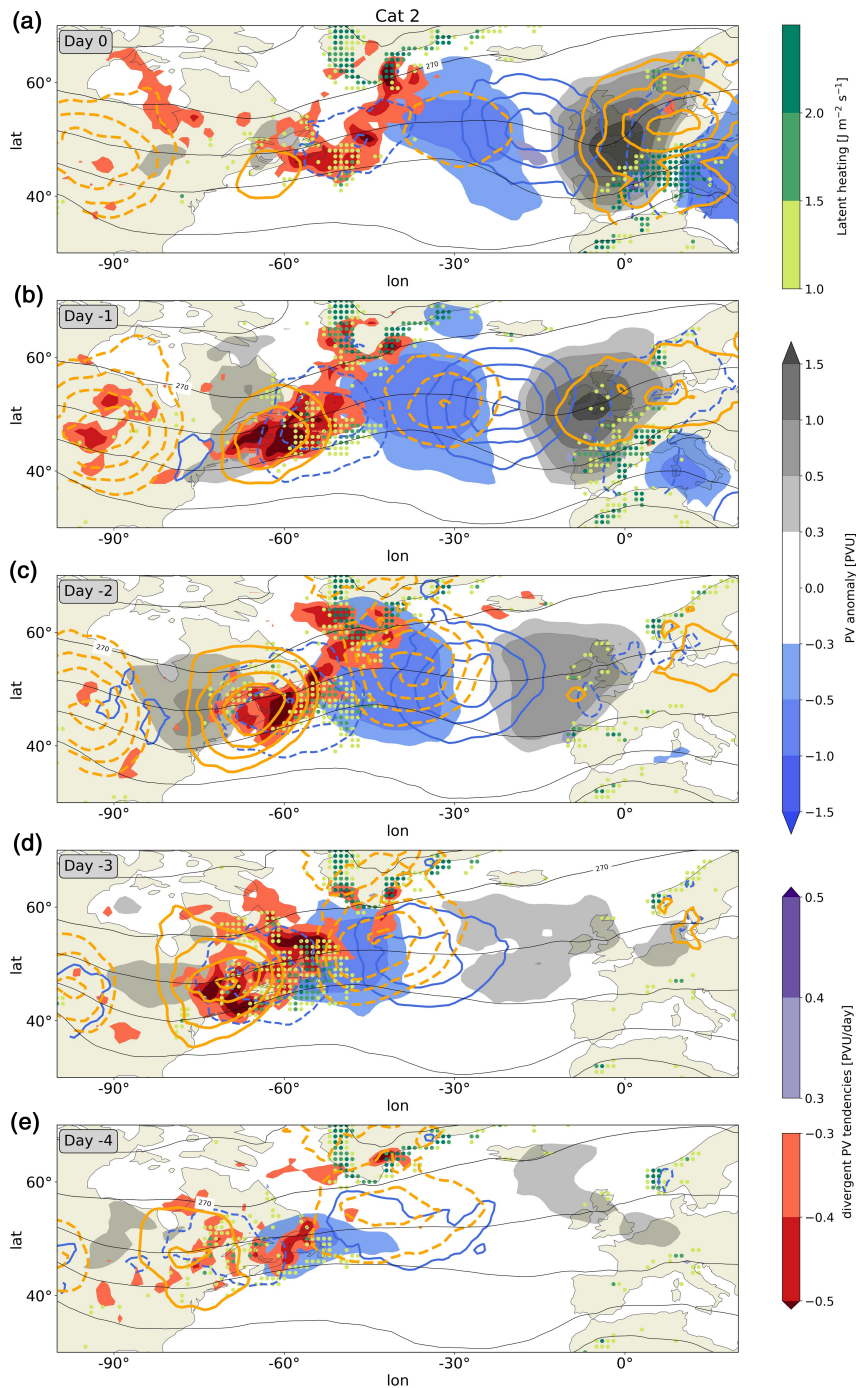 Cat 2
(a)
Day 0
270
60°
40°
lat
-90°
-60°
-30°
0°
lon
(b)
Day -1
270
60°
40°
lat
-90°
-60°
-30°
0°
lon
(c)
Day -2
270
60°
40°
lat
-90°
-60°
-30°
0°
lon
(d)
Day -3
270
60°
40°
lat
-90°
-60°
-30°
0°
lon
(e)
Day -4
270
60°
40°
lat
-90°
-60°
-30°
0°
lon
2.0
1.5
1.0
Latent heating [J m⁻² s⁻¹]
1.5
1.0
0.5
0.3
0.0
−0.3
−0.5
−1.0
−1.5
PV anomaly [PVU]
0.5
0.4
0.3
−0.3
−0.4
−0.5
divergent PV tendencies [PVU/day]